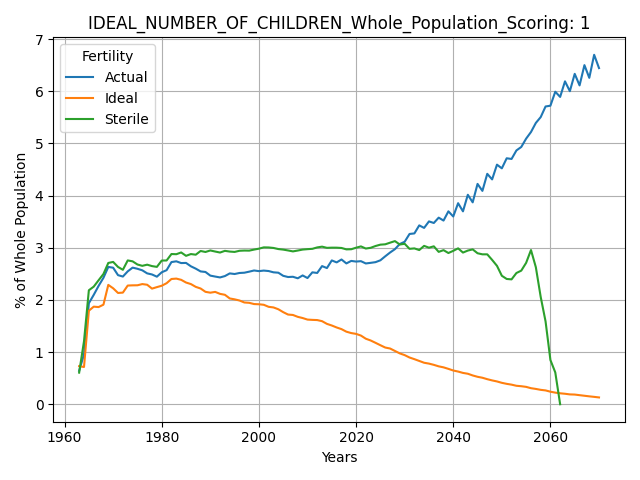 IDEAL_NUMBER_OF_CHILDREN_Whole_Population_Scoring: 1
Fertility
Actual
Ideal
Sterile
% of Whole Population
7
6
5
4
3
2
1
0
1960
1980
2000
2020
2040
2060
Years